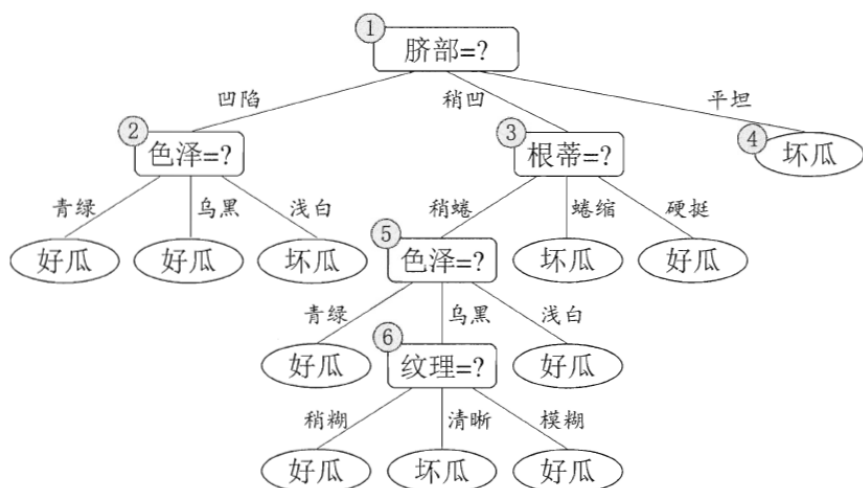 ①
脐部=?
凹陷 稍凹 平坦
② ③ ④
色泽=? 根蒂=? 坏瓜
青绿 乌黑 浅白 稍蜷 蜷缩 硬挺
⑤
好瓜 好瓜 坏瓜 色泽=? 坏瓜 好瓜
青绿 乌黑 浅白
⑥
好瓜 纹理=? 好瓜
稍糊 清晰 模糊
好瓜 坏瓜 好瓜